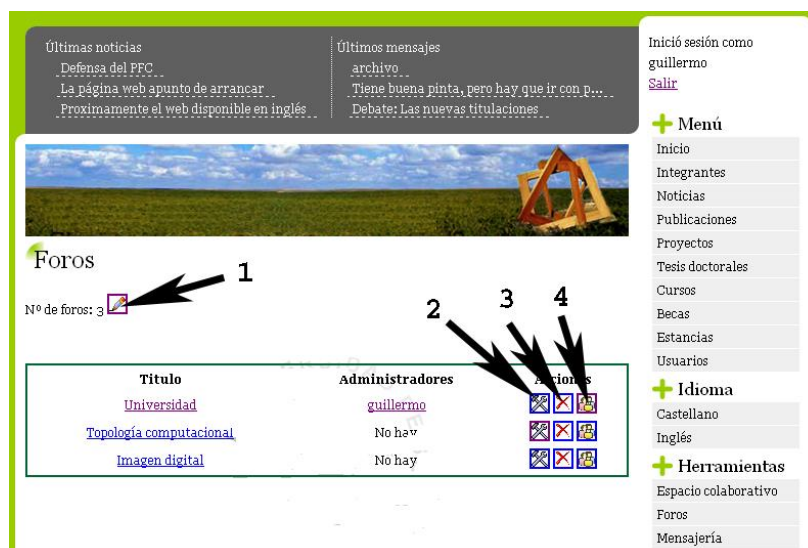 Últimas noticias
Defensa del PFC
La página web apunto de arrancar
Proximamente el web disponible en inglés
Últimos mensajes
archivo
Tiene buena pinta, pero hay que ir con p...
Debate: Las nuevas titulaciones
Inició sesión como
guillermo
Salir
Menú
Inicio
Integrantes
Noticias
Publicaciones
Proyectos
Tesis doctorales
Cursos
Becas
Estancias
Usuarios
Idioma
Castellano
Inglés
Herramientas
Espacio colaborativo
Foros
Mensajería
Foros
1
Nº de foros: 3
2 3 4
Titulo Administradores Acciones
Universidad guillermo
Topología computacional No hay
Imagen digital No hay